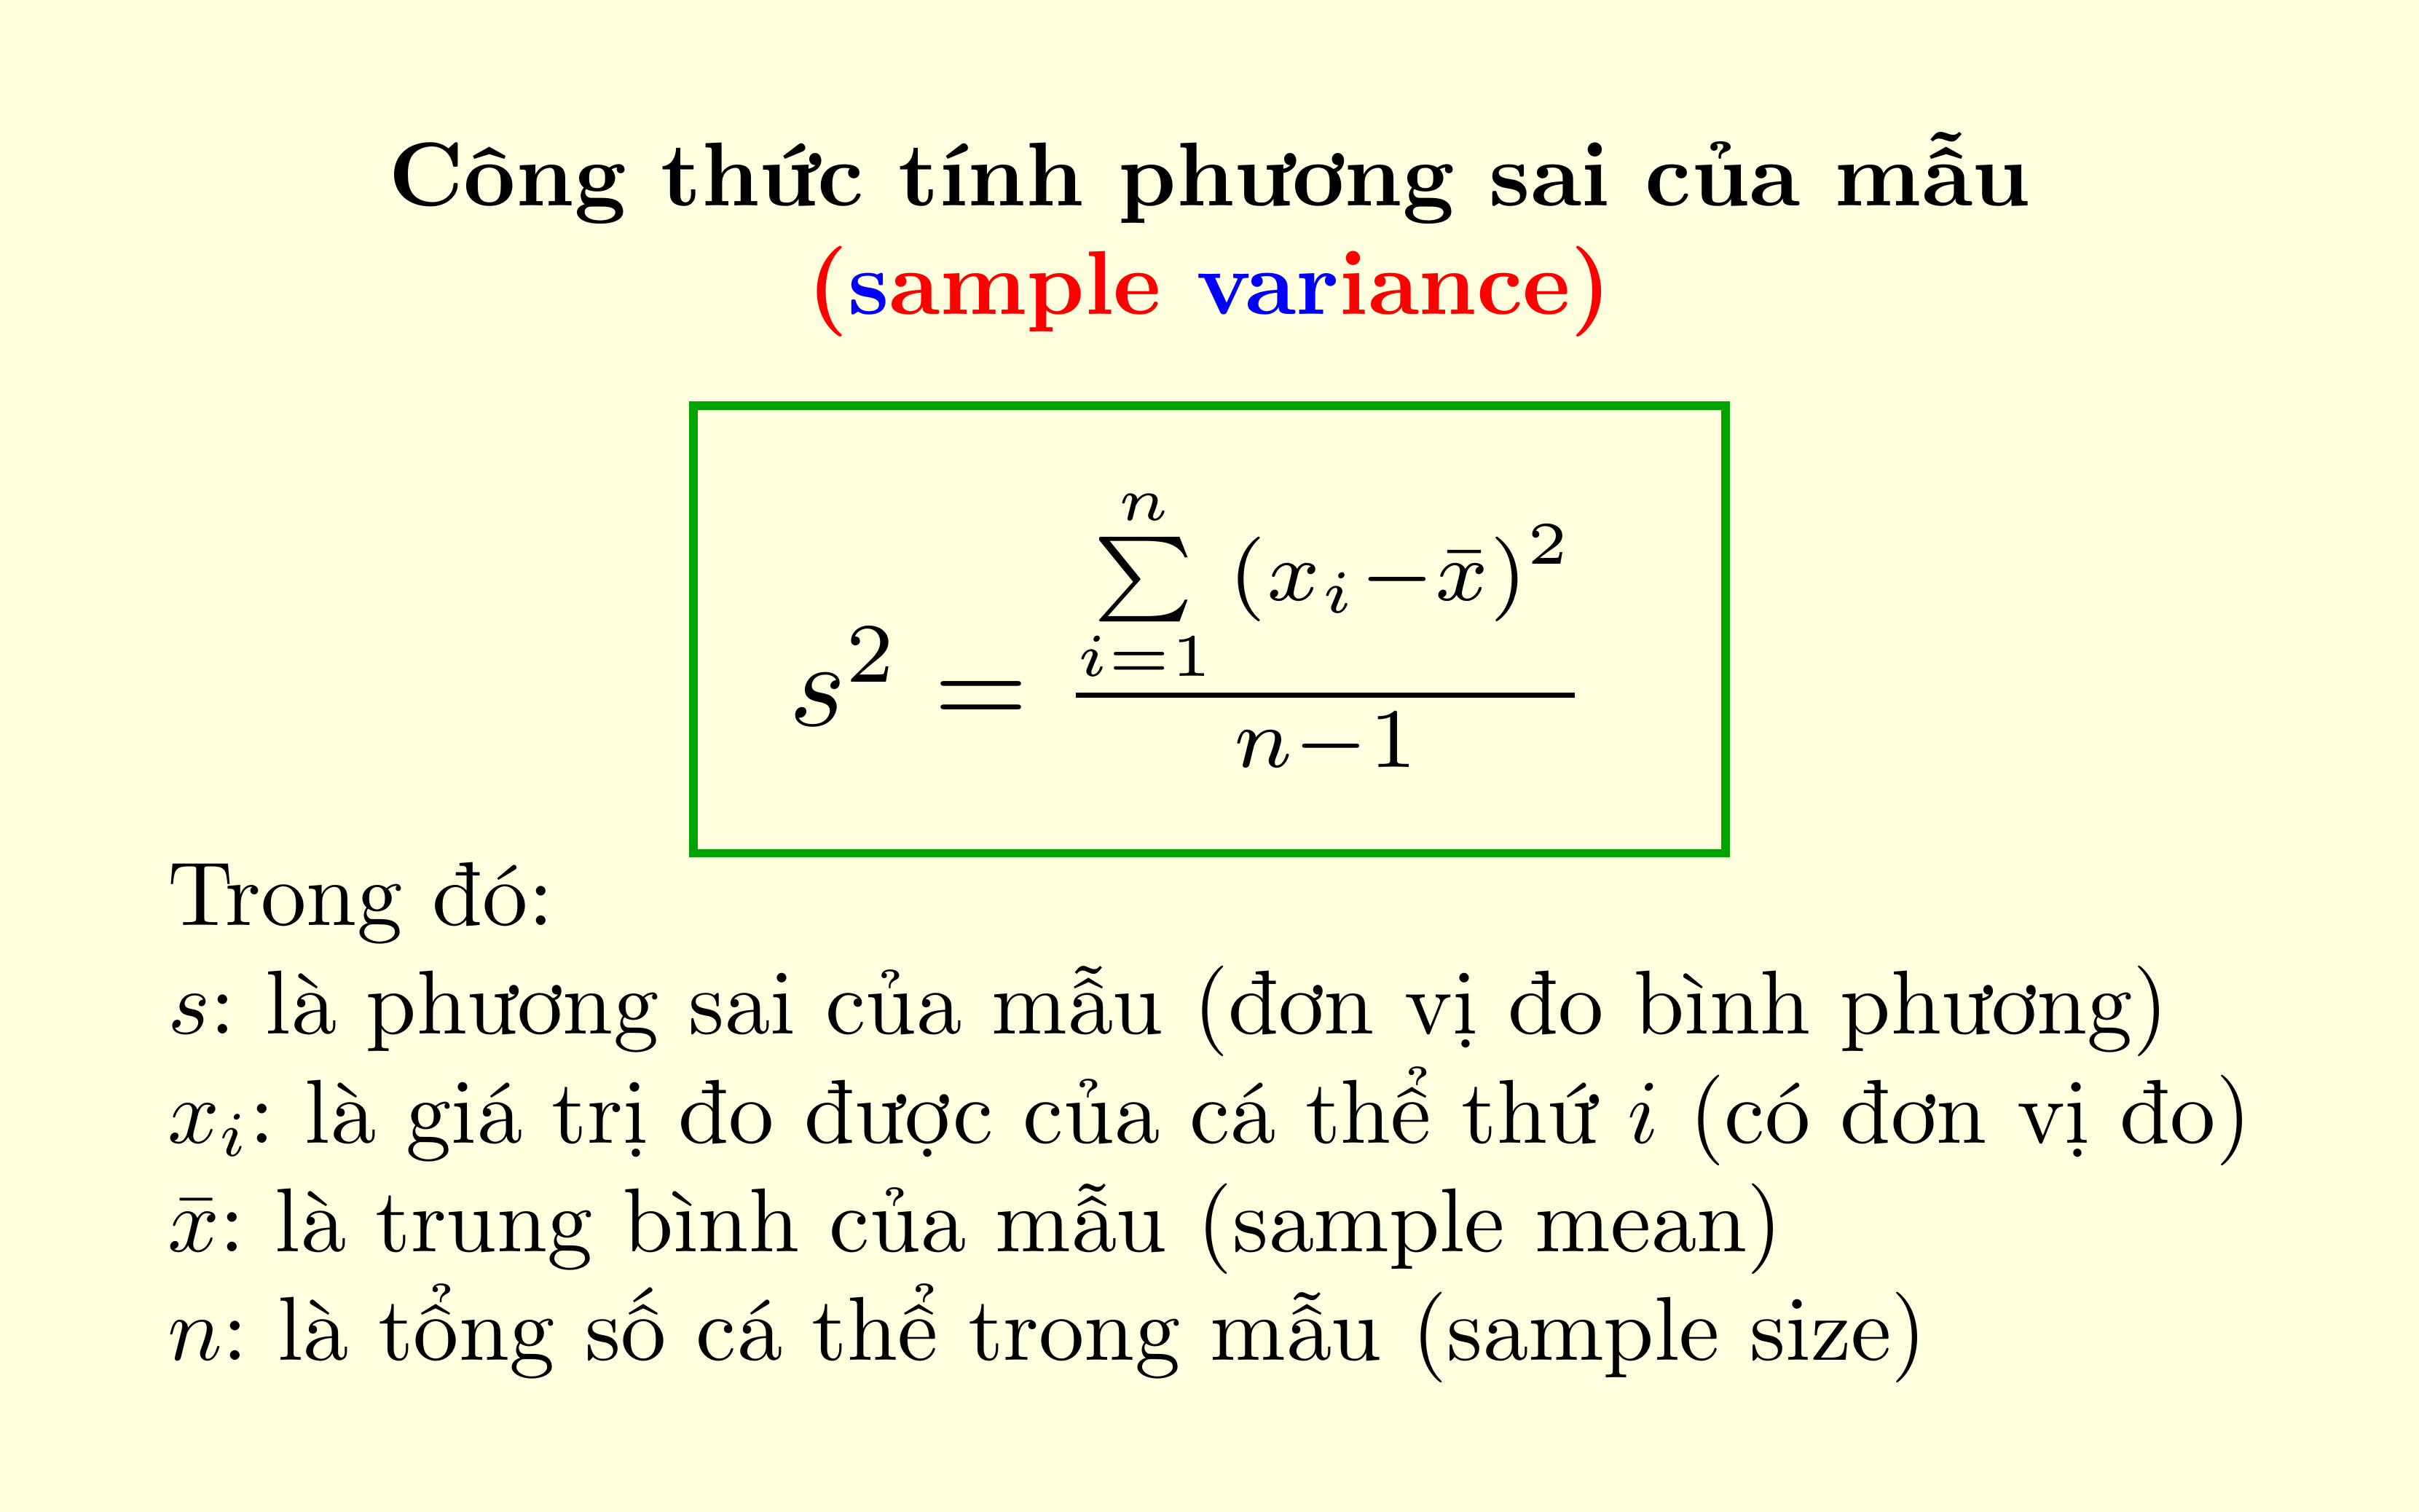 Công thức tính phương sai của mẫu
(sample variance)
s² = \frac{\sum_{i=1}^{n} (x_i - \bar{x})^2}{n-1}
Trong đó:
s: là phương sai của mẫu (đơn vị đo bình phương)
xᵢ: là giá trị đo được của cá thể thứ i (có đơn vị đo)
x̄: là trung bình của mẫu (sample mean)
n: là tổng số cá thể trong mẫu (sample size)